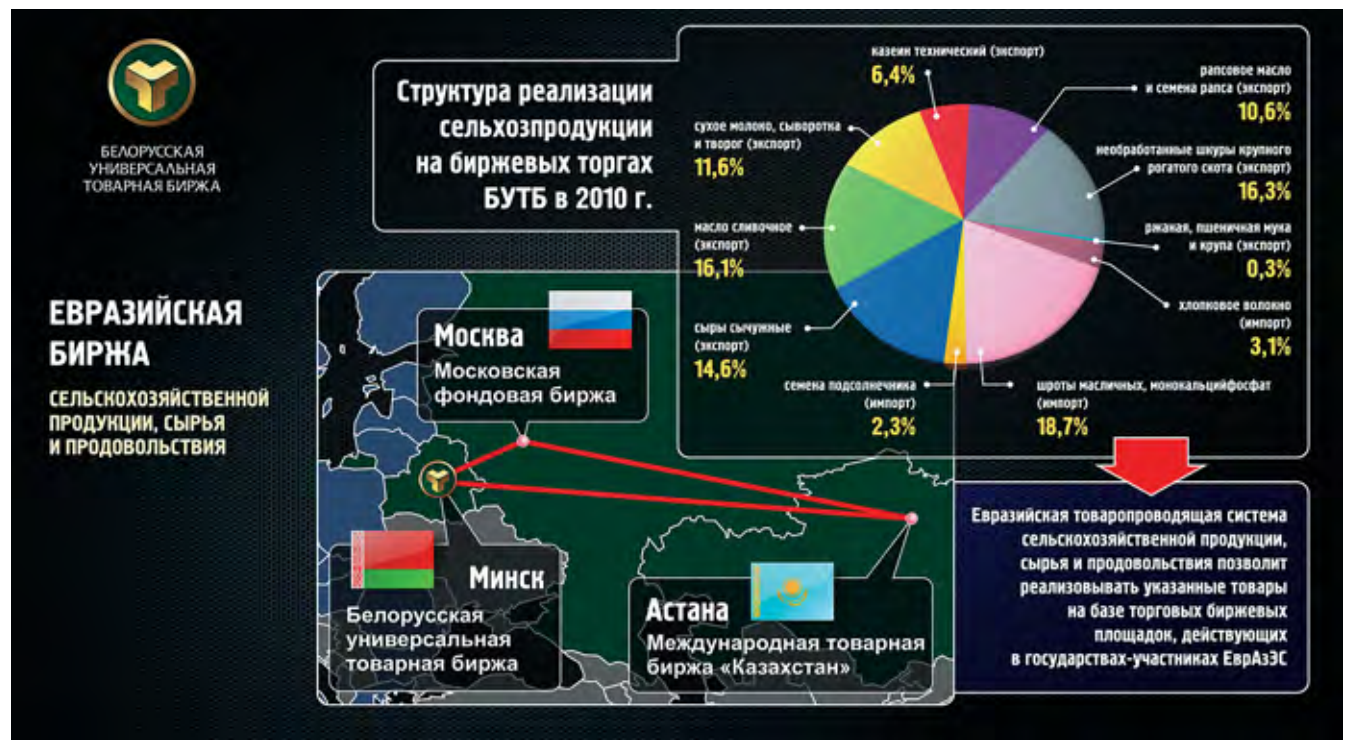 БЕЛОРУССКАЯ
УНИВЕРСАЛЬНАЯ
ТОВАРНАЯ БИРЖА
ЕВРАЗИЙСКАЯ
БИРЖА
СЕЛЬСКОХОЗЯЙСТВЕННОЙ
ПРОДУКЦИИ, СЫРЬЯ
И ПРОДОВОЛЬСТВИЯ
Структура реализации
сельхозпродукции
на биржевых торгах
БУТБ в 2010 г.
казеин технический (экспорт)
6,4%
рапсовое масло
и семена рапса (экспорт)
10,6%
сухое молоко, сыворотка
и творог (экспорт)
11,6%
необработанные шкуры крупного
рогатого скота (экспорт)
16,3%
масло сливочное
(экспорт)
16,1%
ржаная, пшеничная мука
и крупа (экспорт)
0,3%
хлопковое волокно
(импорт)
3,1%
сыры сычужные
(экспорт)
14,6%
семена подсолнечника
(импорт)
2,3%
шроты масличных, монокальцийфосфат
(импорт)
18,7%
Москва
Московская
фондовая биржа
Минск
Белорусская
универсальная
товарная биржа
Астана
Международная товарная
биржа «Казахстан»
Евразийская товаропроводящая система
сельскохозяйственной продукции,
сырья и продовольствия позволит
реализовывать указанные товары
на базе торговых биржевых
площадок, действующих
в государствах-участниках ЕврАзЭС